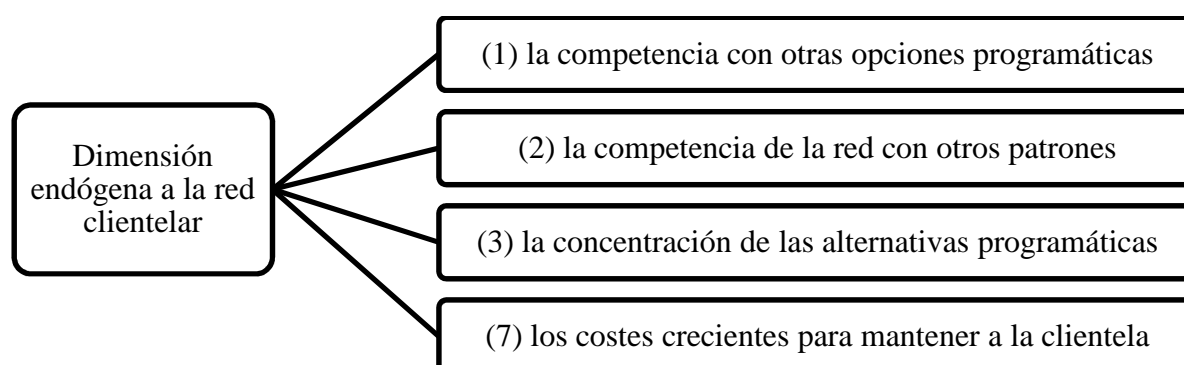 Dimensión
endógena a la red
clientelar
(1) la competencia con otras opciones programáticas
(2) la competencia de la red con otros patrones
(3) la concentración de las alternativas programáticas
(7) los costes crecientes para mantener a la clientela